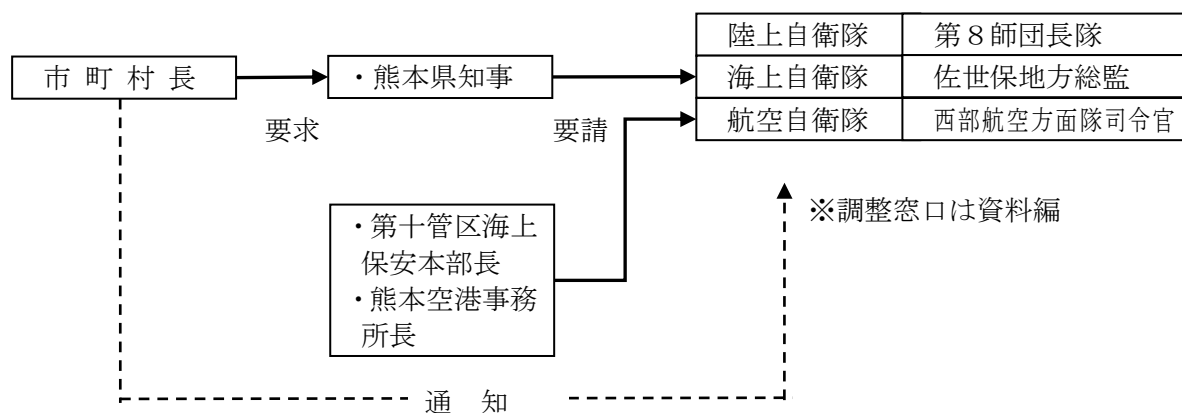 陸上自衛隊 第8師団長隊
市町村長 ・熊本県知事 海上自衛隊 佐世保地方総監
要求 要請 航空自衛隊 西部航空方面隊司令官
※調整窓口は資料編
・第十管区海上
保安本部長
・熊本空港事務
所長
通 知